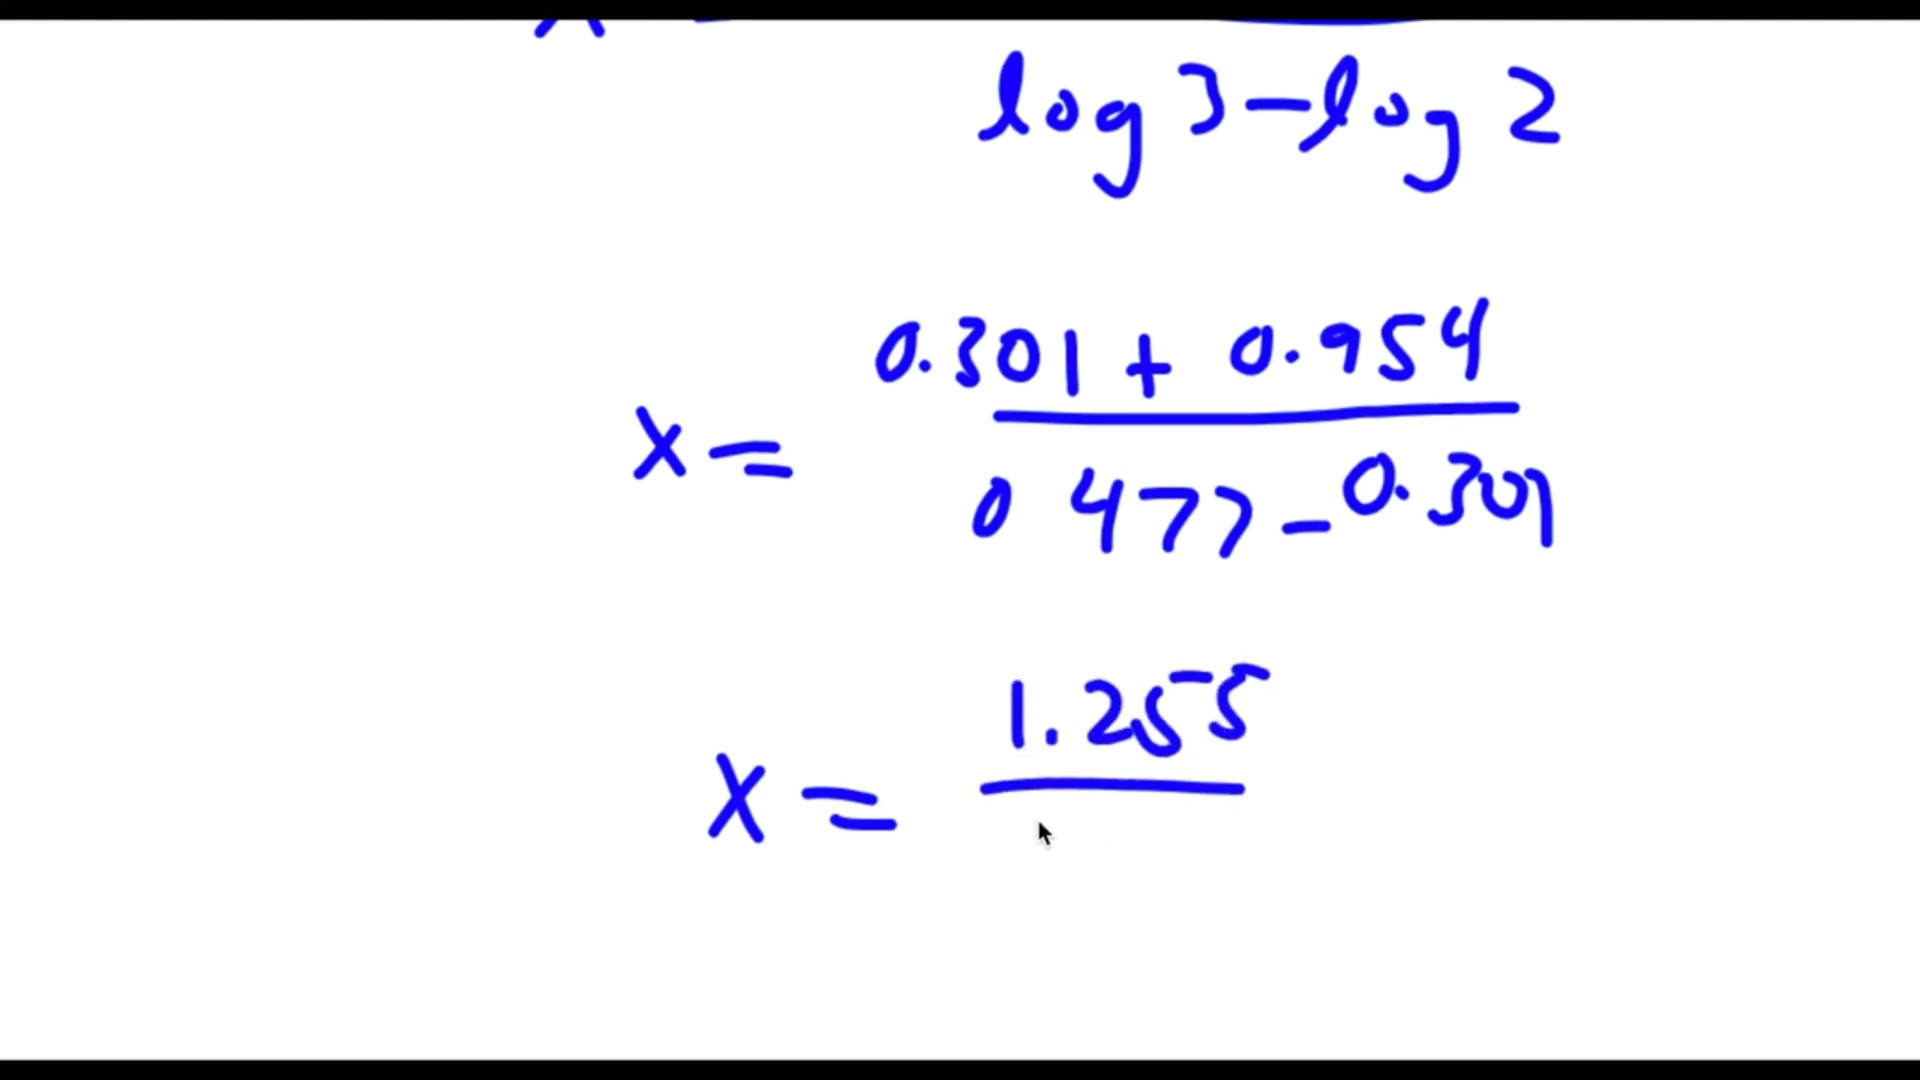 log 3 - log 2
0.301 + 0.954
x =
0 477 - 0.301
1.255
x =